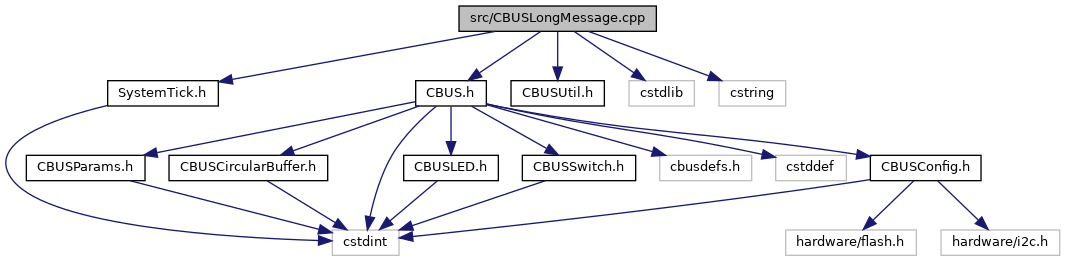 src/CBUSLongMessage.cpp
SystemTick.h
CBUS.h
CBUSUtil.h
cstdlib
cstring
CBUSParams.h
CBUSCircularBuffer.h
CBUSLED.h
CBUSSwitch.h
cbusdefs.h
cstddef
CBUSConfig.h
cstdint
hardware/flash.h
hardware/i2c.h